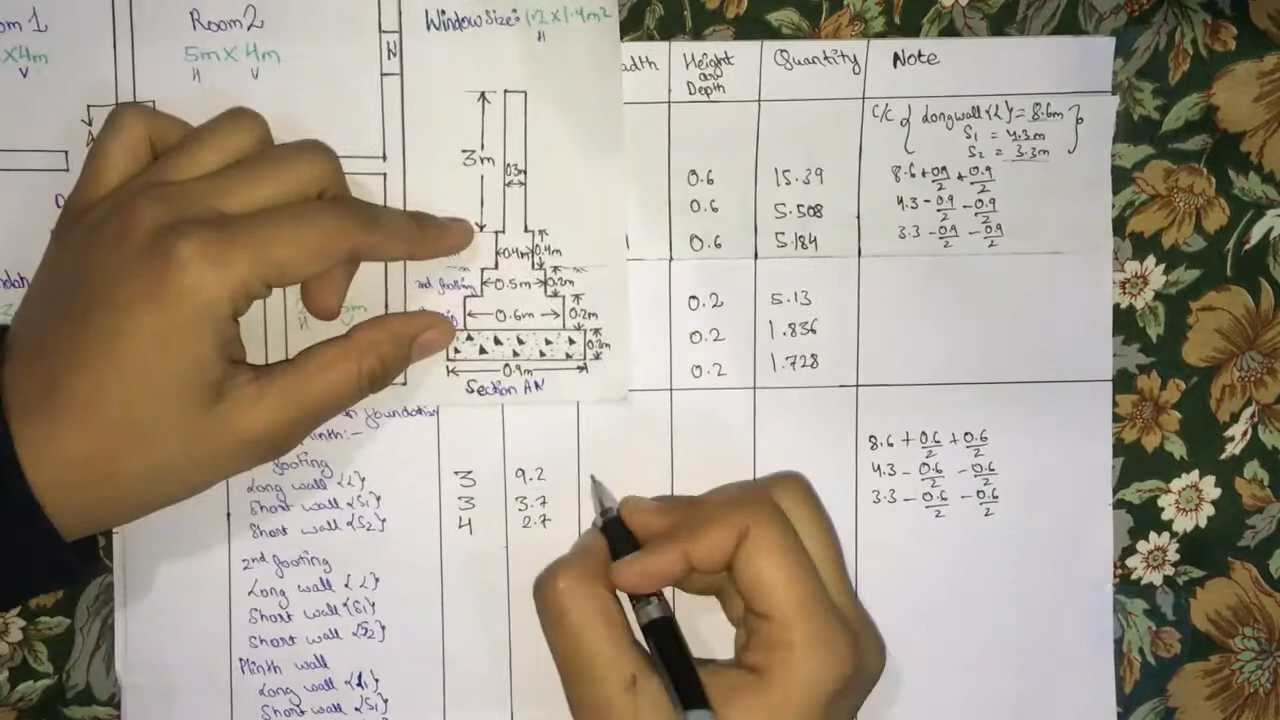 Room 2
X4m
5m X 4m
Window Size: 1.2 X 1.4m2
N
3m
0.3m
0.4m
0.4m
2nd footing
0.5m
0.2m
0.6m
0.2m
0.2m
0.9m
Section AA
Height
or
Depth
Quantity
Note
C/C { Long wall {L} = 8.6m }
S1 = 4.3m
S2 = 3.3m
0.6 15.39 8.6 + 0.9/2 + 0.9/2
0.6 5.508 4.3 - 0.9/2 - 0.9/2
0.6 5.184 3.3 - 0.9/2 - 0.9/2
0.2 5.13
0.2 1.836
0.2 1.728
foundation
footing
Long wall {L} 3 9.2 8.6 + 0.6/2 + 0.6/2
Short wall {S1} 3 3.7 4.3 - 0.6/2 - 0.6/2
Short wall {S2} 4 2.7 3.3 - 0.6/2 - 0.6/2
2nd footing
Long wall {L}
Short wall {S1}
Short wall {S2}
Plinth wall
Long wall {L}
Short wall {S1}